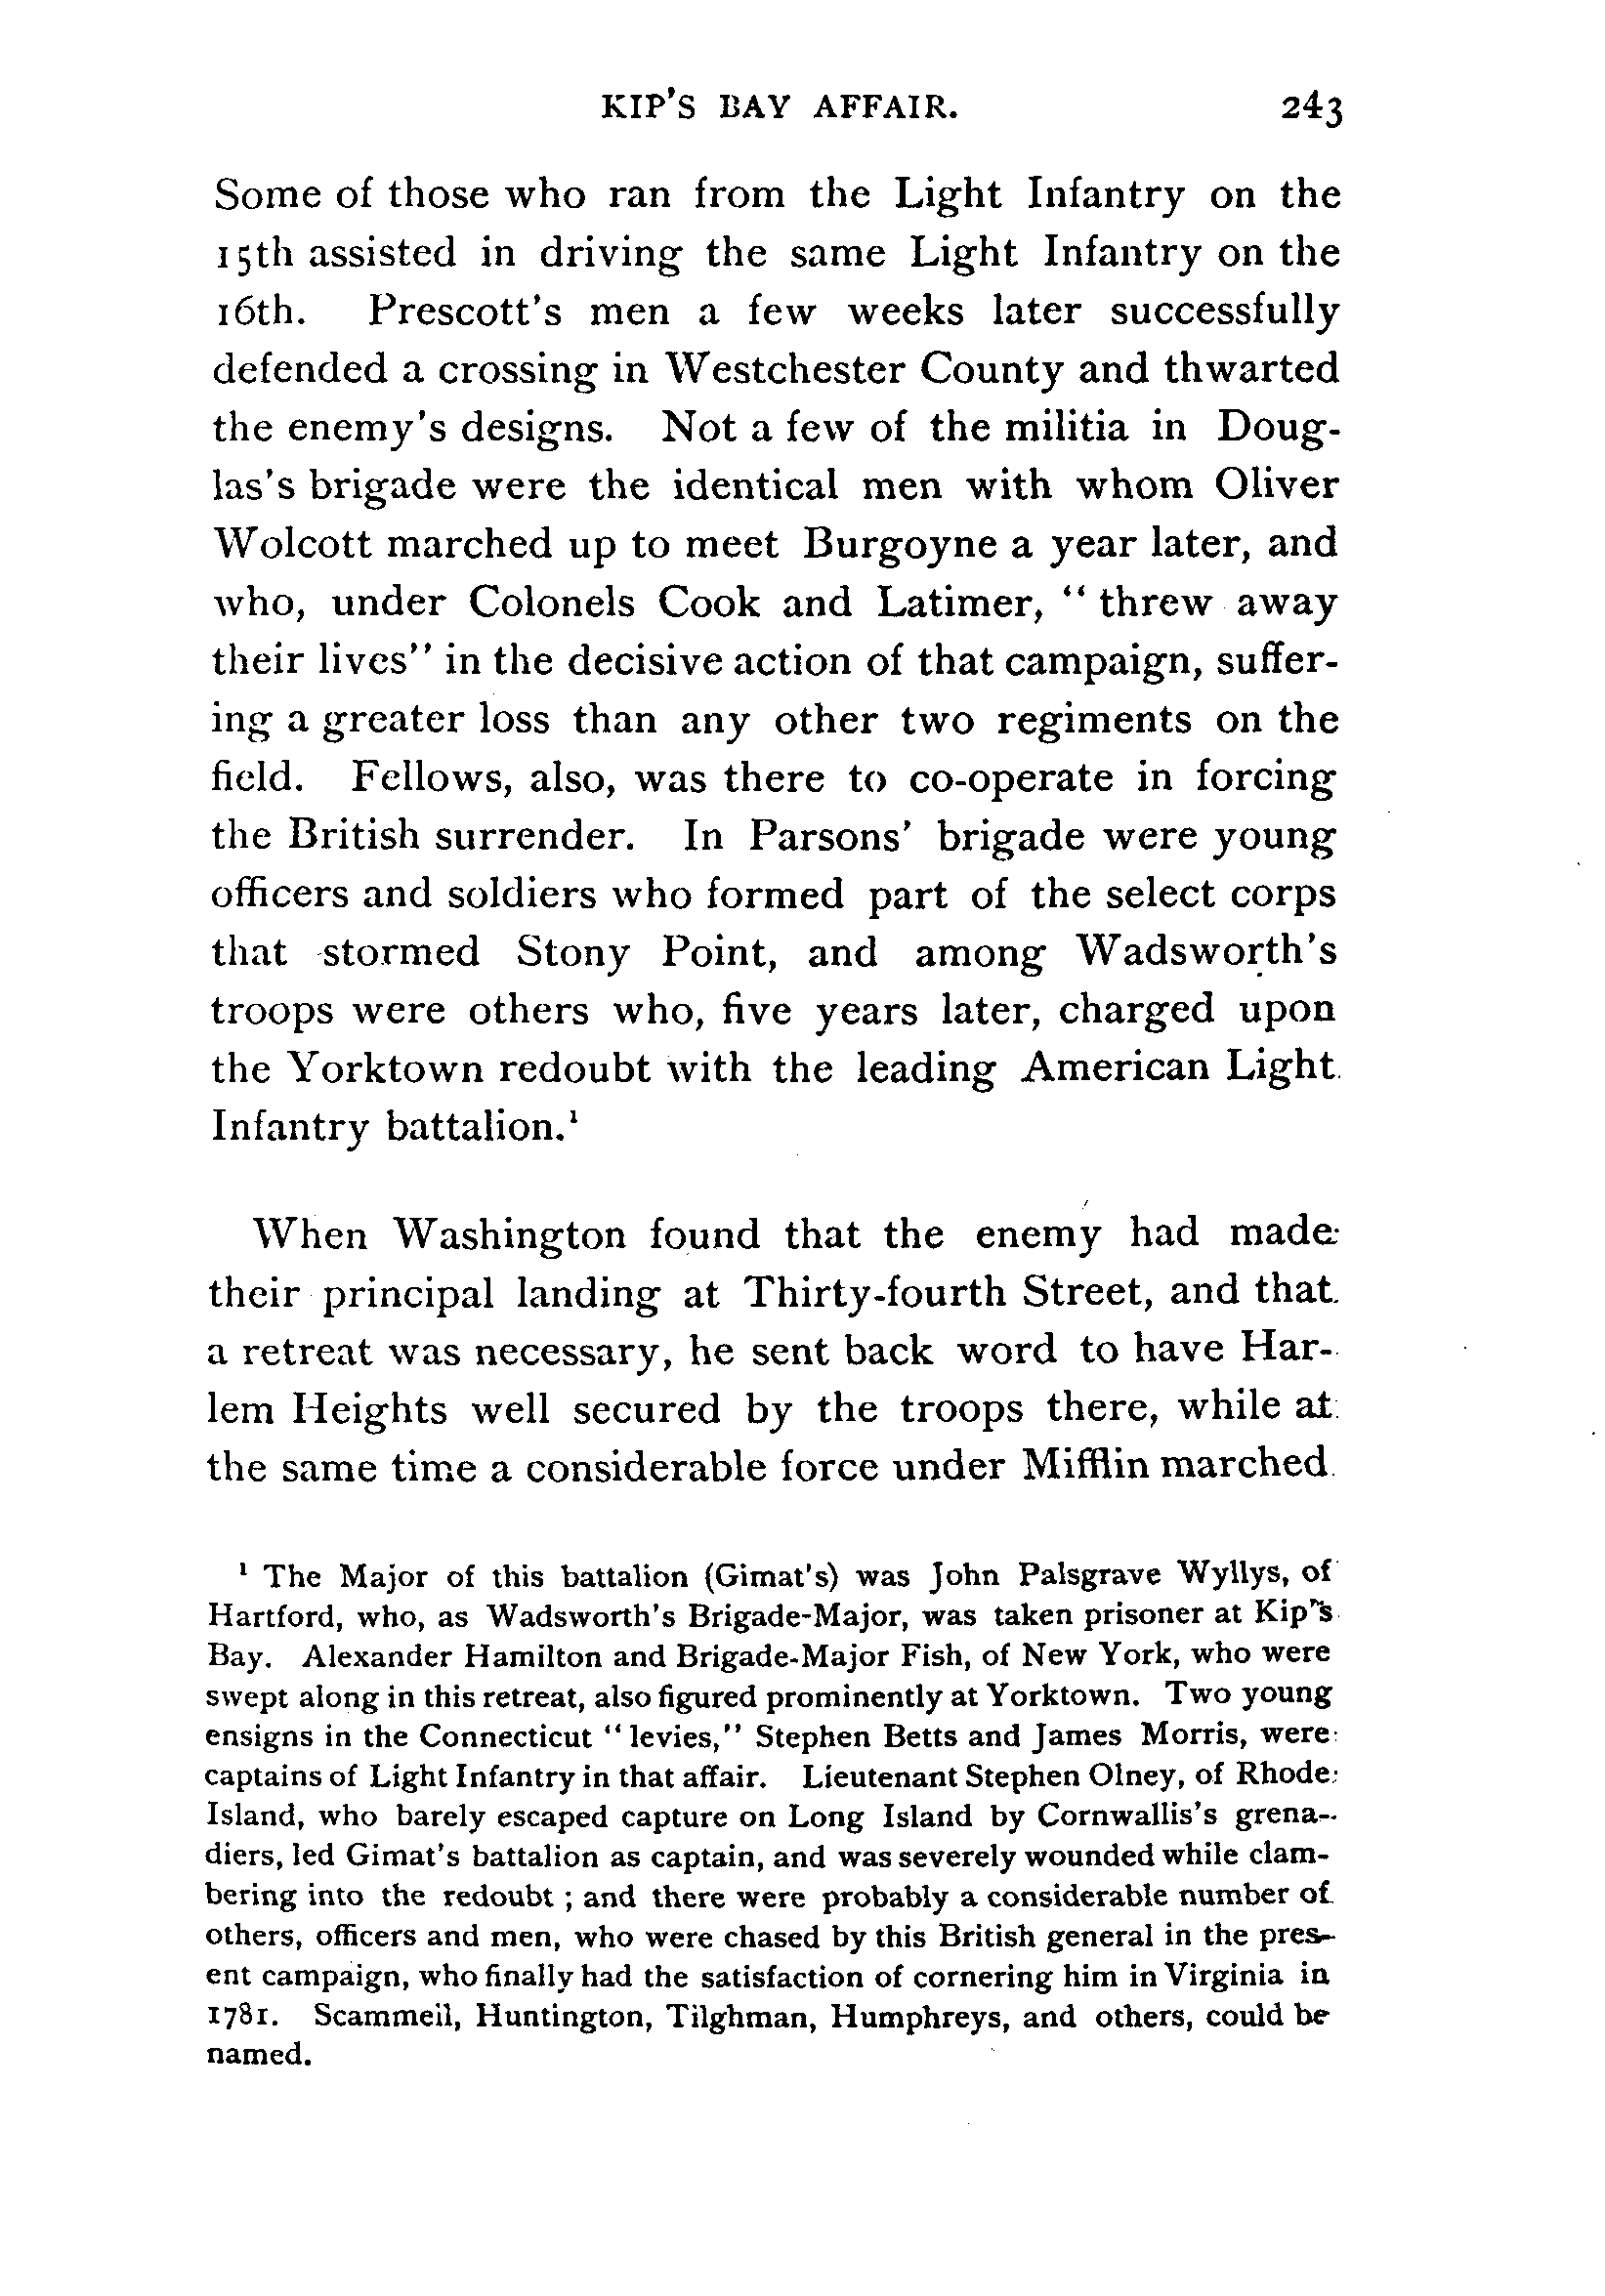 KIP'S BAY AFFAIR. 243
Some of those who ran from the Light Infantry on the
15th assisted in driving the same Light Infantry on the
16th. Prescott's men a few weeks later successfully
defended a crossing in Westchester County and thwarted
the enemy's designs. Not a few of the militia in Doug-
las's brigade were the identical men with whom Oliver
Wolcott marched up to meet Burgoyne a year later, and
who, under Colonels Cook and Latimer, "threw away
their lives" in the decisive action of that campaign, suffer-
ing a greater loss than any other two regiments on the
field. Fellows, also, was there to co-operate in forcing
the British surrender. In Parsons' brigade were young
officers and soldiers who formed part of the select corps
that stormed Stony Point, and among Wadsworth's
troops were others who, five years later, charged upon
the Yorktown redoubt with the leading American Light
Infantry battalion.¹
When Washington found that the enemy had made
their principal landing at Thirty-fourth Street, and that
a retreat was necessary, he sent back word to have Har-
lem Heights well secured by the troops there, while at
the same time a considerable force under Mifflin marched
¹ The Major of this battalion (Gimat's) was John Palsgrave Wyllys, of
Hartford, who, as Wadsworth's Brigade-Major, was taken prisoner at Kip's
Bay. Alexander Hamilton and Brigade-Major Fish, of New York, who were
swept along in this retreat, also figured prominently at Yorktown. Two young
ensigns in the Connecticut "levies," Stephen Betts and James Morris, were
captains of Light Infantry in that affair. Lieutenant Stephen Olney, of Rhode
Island, who barely escaped capture on Long Island by Cornwallis's grena-
diers, led Gimat's battalion as captain, and was severely wounded while clam-
bering into the redoubt ; and there were probably a considerable number of
others, officers and men, who were chased by this British general in the pres-
ent campaign, who finally had the satisfaction of cornering him in Virginia in
1781. Scammell, Huntington, Tilghman, Humphreys, and others, could be
named.